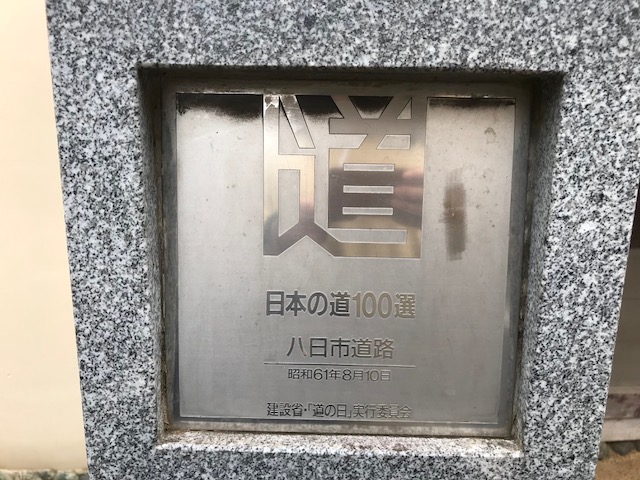 道
日本の道100選
八日市道路
昭和61年8月10日
建設省・「道の日」実行委員会